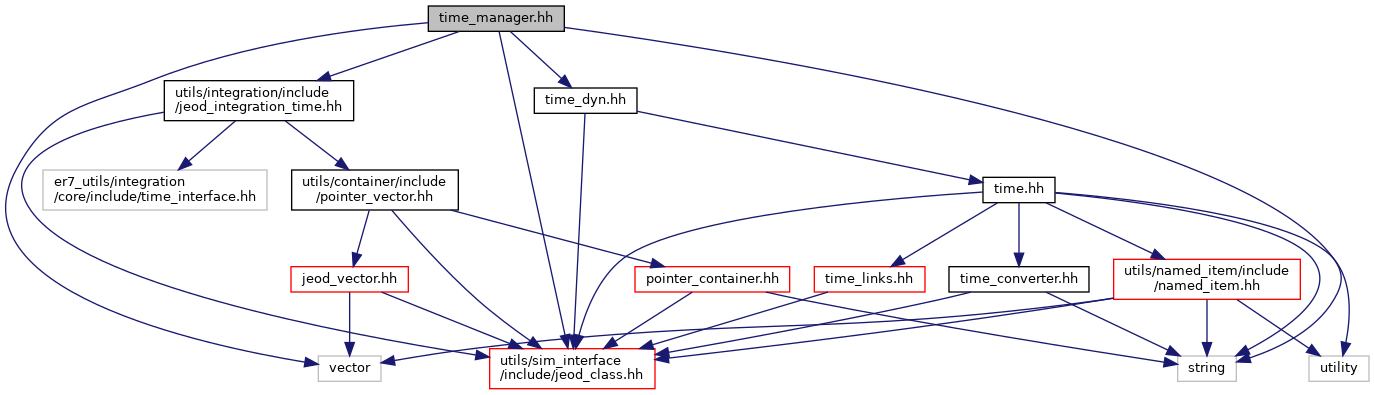 time_manager.hh
utils/integration/include
/jeod_integration_time.hh
time_dyn.hh
er7_utils/integration
/core/include/time_interface.hh
utils/container/include
/pointer_vector.hh
time.hh
jeod_vector.hh
pointer_container.hh
time_links.hh
time_converter.hh
utils/named_item/include
/named_item.hh
vector
utils/sim_interface
/include/jeod_class.hh
string
utility